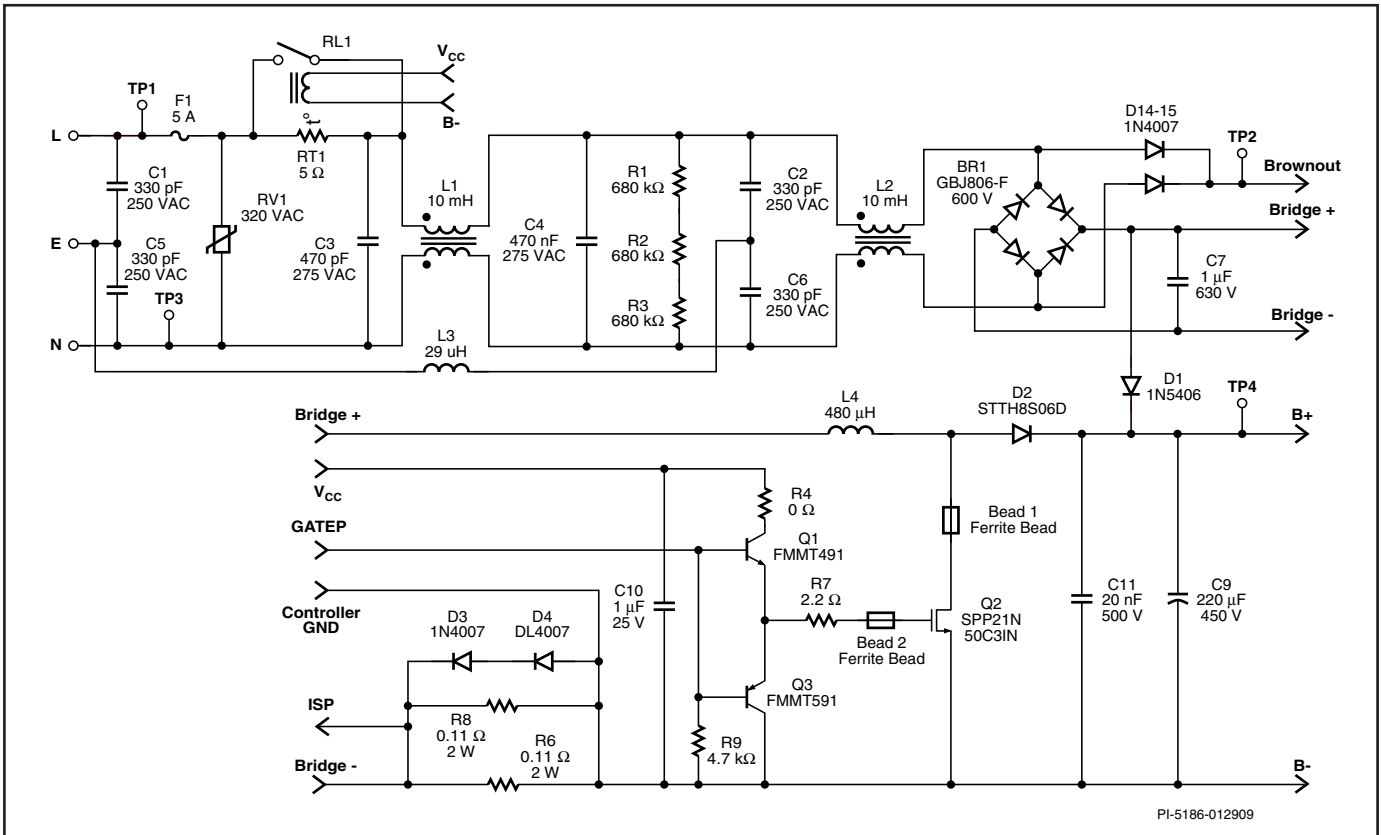 RL1
VCC
B-
TP1
F1
5 A
L
t°
RT1
5 Ω
C1
330 pF
250 VAC
RV1
320 VAC
E
C5
330 pF
250 VAC
C3
470 pF
275 VAC
TP3
N
L1
10 mH
L3
29 uH
C4
470 nF
275 VAC
R1
680 kΩ
R2
680 kΩ
R3
680 kΩ
C2
330 pF
250 VAC
C6
330 pF
250 VAC
L2
10 mH
BR1
GBJ806-F
600 V
D14-15
1N4007
TP2
Brownout
Bridge +
C7
1 μF
630 V
Bridge -
D1
1N5406
TP4
B+
Bridge +
L4
480 μH
D2
STTH8S06D
VCC
GATEP
Controller
GND
R4
0 Ω
Q1
FMMT491
C10
1 μF
25 V
R7
2.2 Ω
Bead 1
Ferrite Bead
Bead 2
Ferrite Bead
Q2
SPP21N
50C3IN
C11
20 nF
500 V
C9
220 μF
450 V
D3
1N4007
D4
DL4007
ISP
R8
0.11 Ω
2 W
R6
0.11 Ω
2 W
Q3
FMMT591
R9
4.7 kΩ
Bridge -
B-
PI-5186-012909